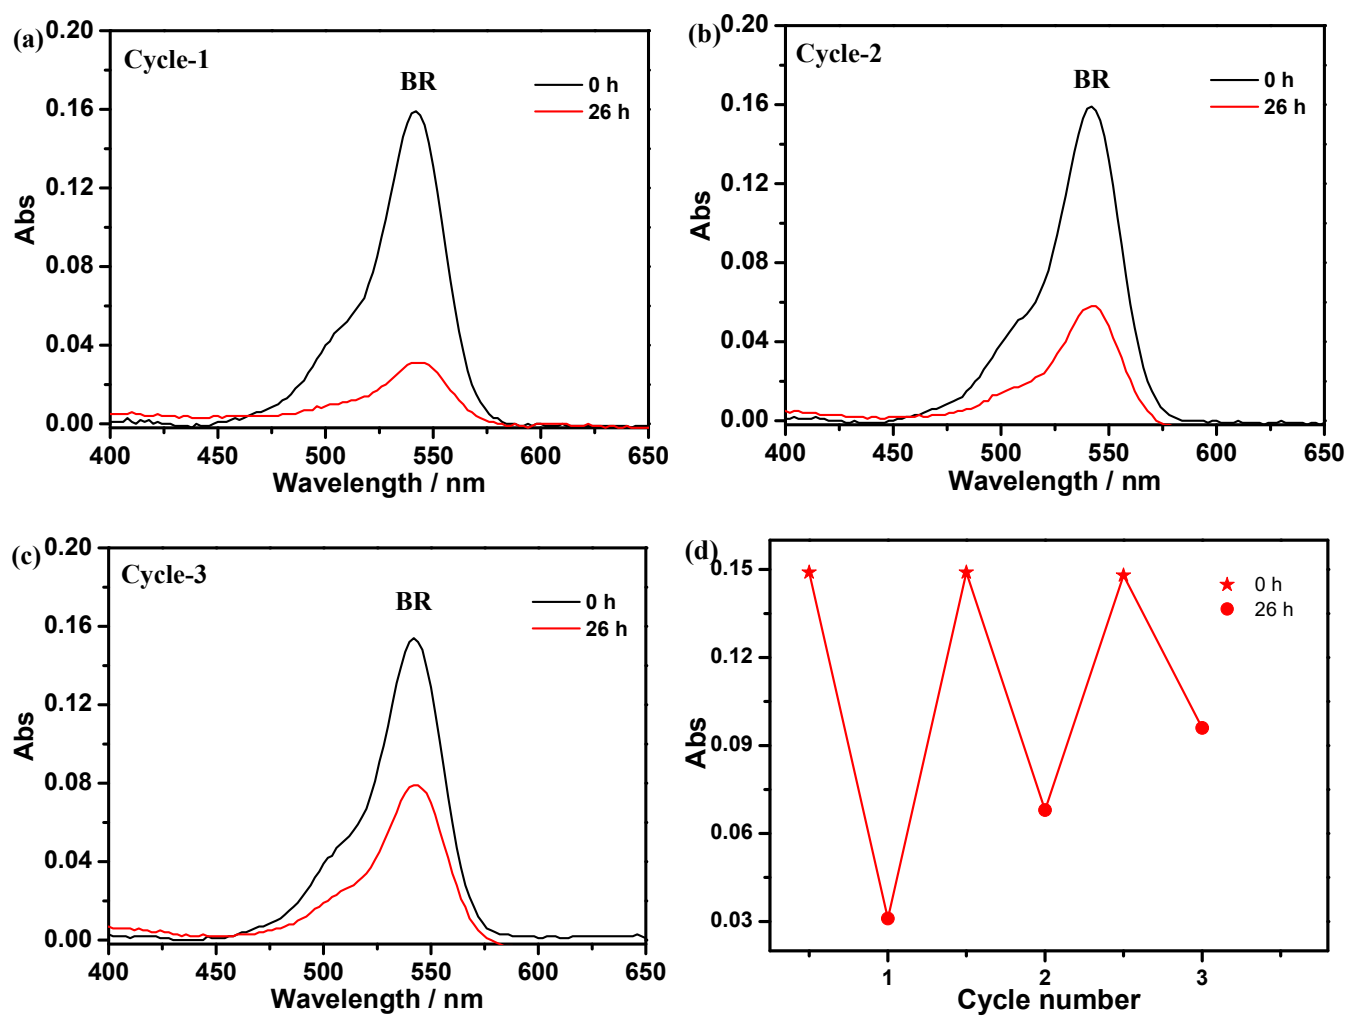 (a)
Cycle-1
BR
0 h
26 h
0.20
0.16
0.12
0.08
0.04
0.00
Abs
400 450 500 550 600 650
Wavelength / nm
(b)
Cycle-2
BR
0 h
26 h
0.20
0.16
0.12
0.08
0.04
0.00
Abs
400 450 500 550 600 650
Wavelength / nm
(c)
Cycle-3
BR
0 h
26 h
0.20
0.16
0.12
0.08
0.04
0.00
Abs
400 450 500 550 600 650
Wavelength / nm
(d)
0 h
26 h
0.15
0.12
0.09
0.06
0.03
Abs
1 2 3
Cycle number